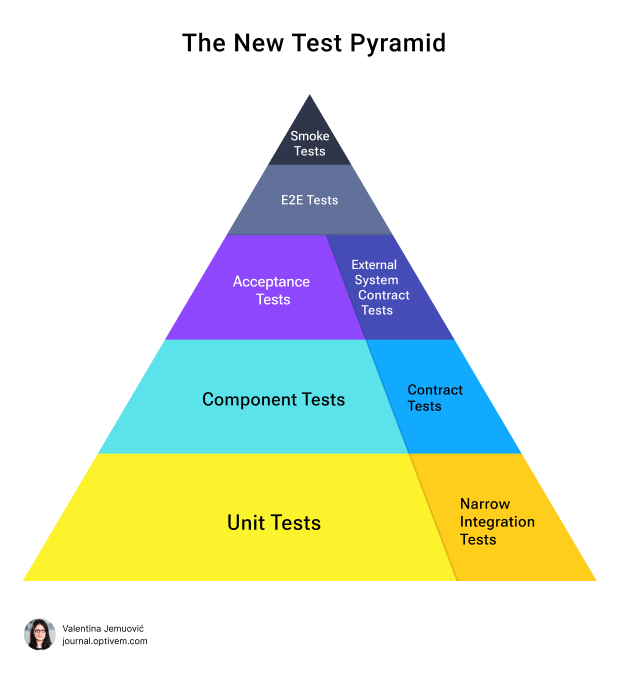 The New Test Pyramid
Smoke
Tests
E2E Tests
Acceptance
Tests
External
System
Contract
Tests
Component Tests
Contract
Tests
Unit Tests
Narrow
Integration
Tests
Valentina Jemuović
journal.optivem.com